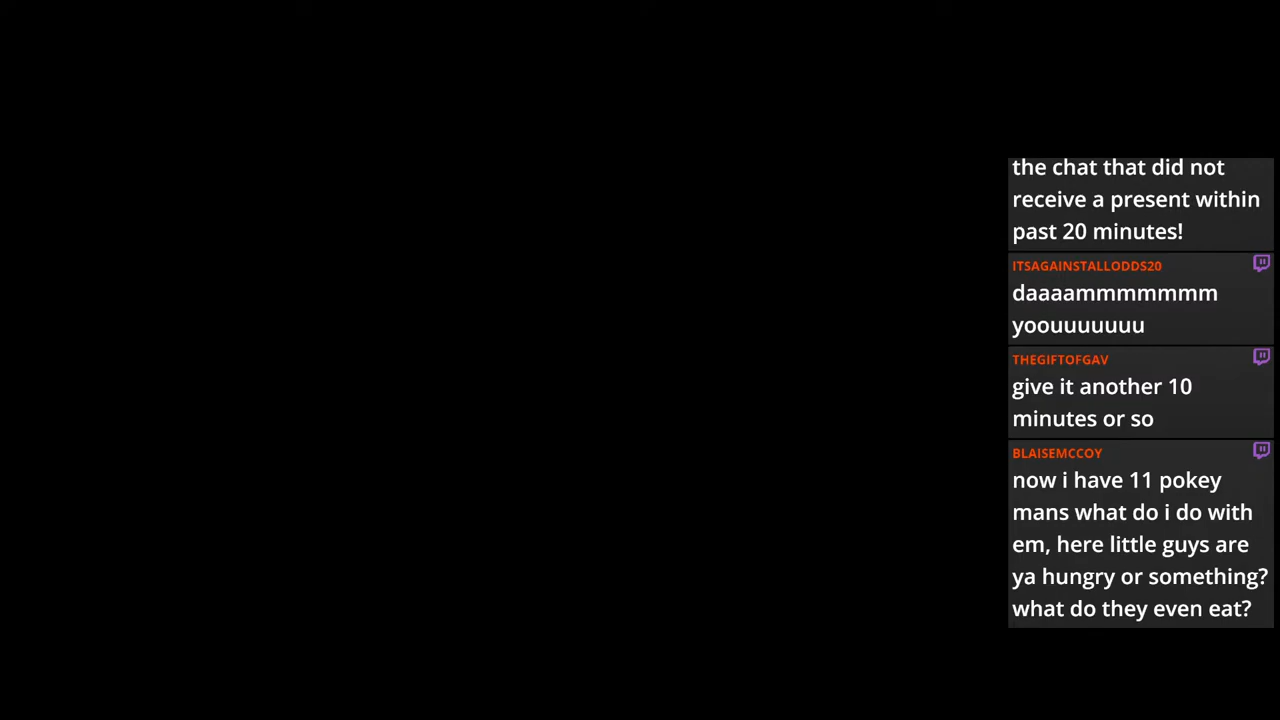 the chat that did not
receive a present within
past 20 minutes!
ITSAGAINSTALLODDS20
daaaammmmmmm
yoouuuuuuu
THEGIFTOFGAV
give it another 10
minutes or so
BLAISEMCCOY
now i have 11 pokey
mans what do i do with
em, here little guys are
ya hungry or something?
what do they even eat?